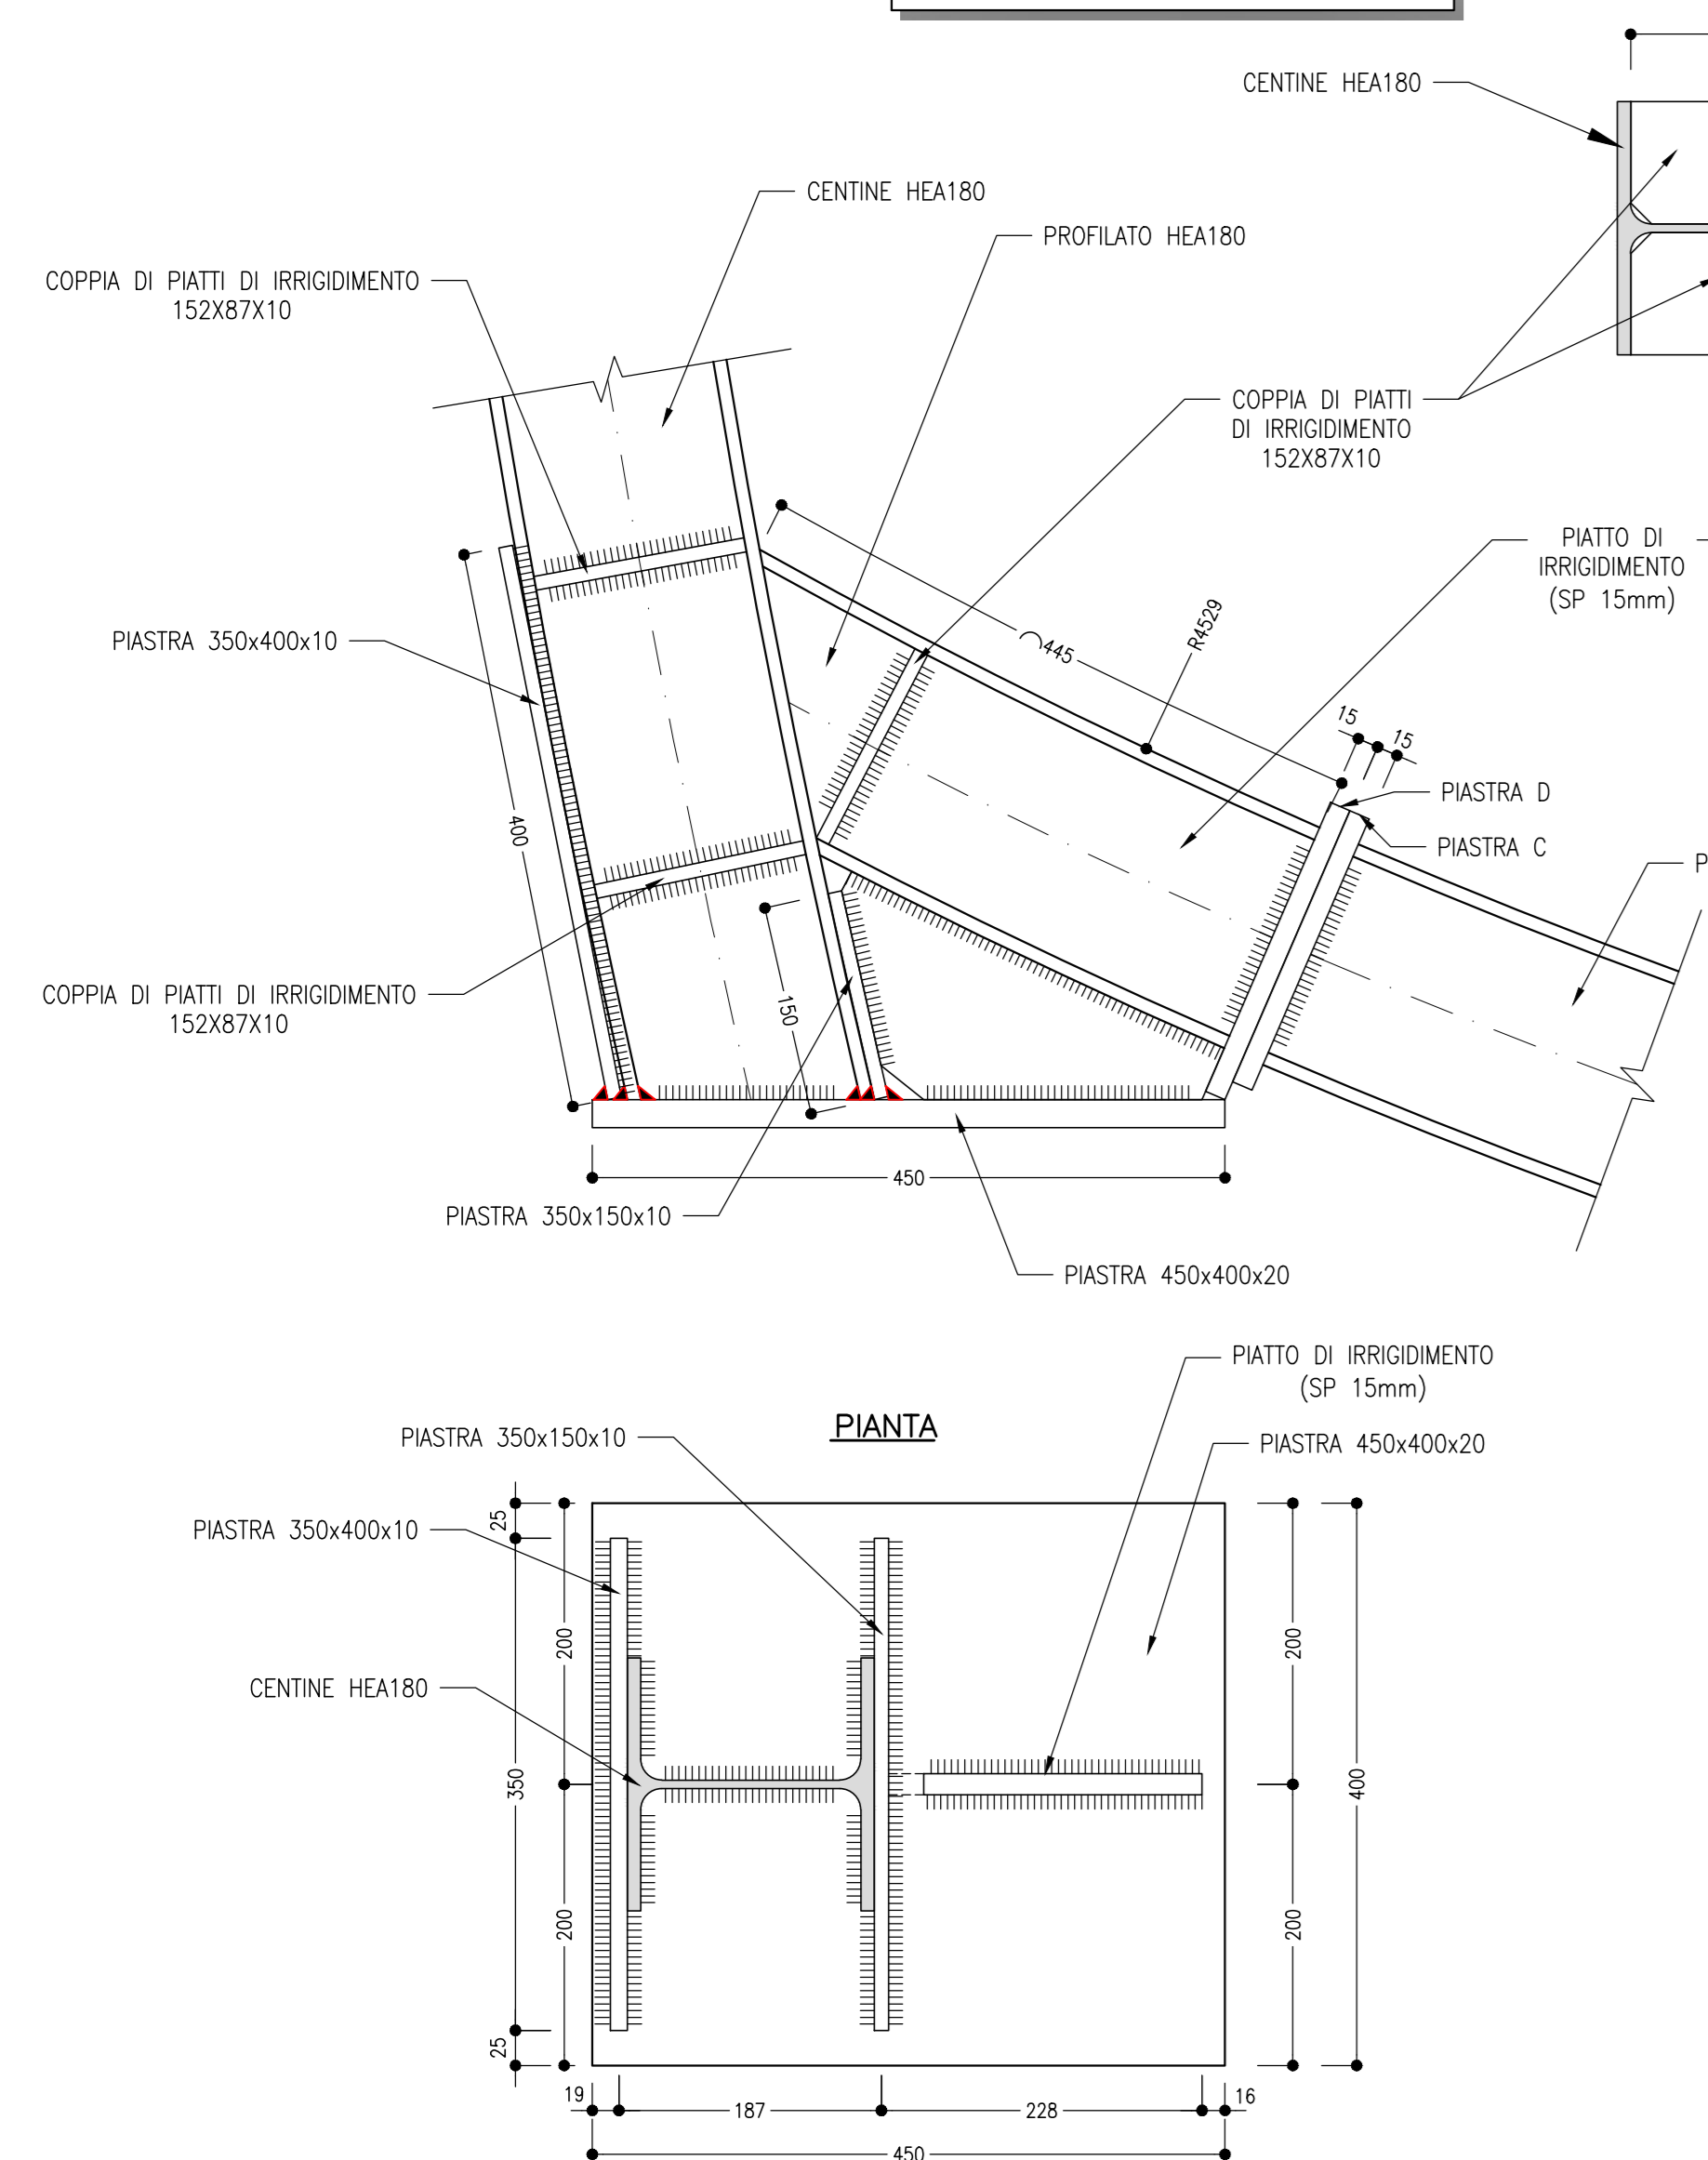 CENTINE HEA180
CENTINE HEA180
PROFILATO HEA180
COPPIA DI PIATTI DI IRRIGIDIMENTO
152X87X10
COPPIA DI PIATTI
DI IRRIGIDIMENTO
152X87X10
PIATTO DI
IRRIGIDIMENTO
(SP 15mm)
R4529
445
PIASTRA 350x400x10
15
15
PIASTRA D
PIASTRA C
P
400
150
COPPIA DI PIATTI DI IRRIGIDIMENTO
152X87X10
450
PIASTRA 350x150x10
PIASTRA 450x400x20
PIATTO DI IRRIGIDIMENTO
(SP 15mm)
PIANTA
PIASTRA 350x150x10
PIASTRA 450x400x20
25
PIASTRA 350x400x10
200
200
CENTINE HEA180
350
400
200
200
25
19
187
228
16
450